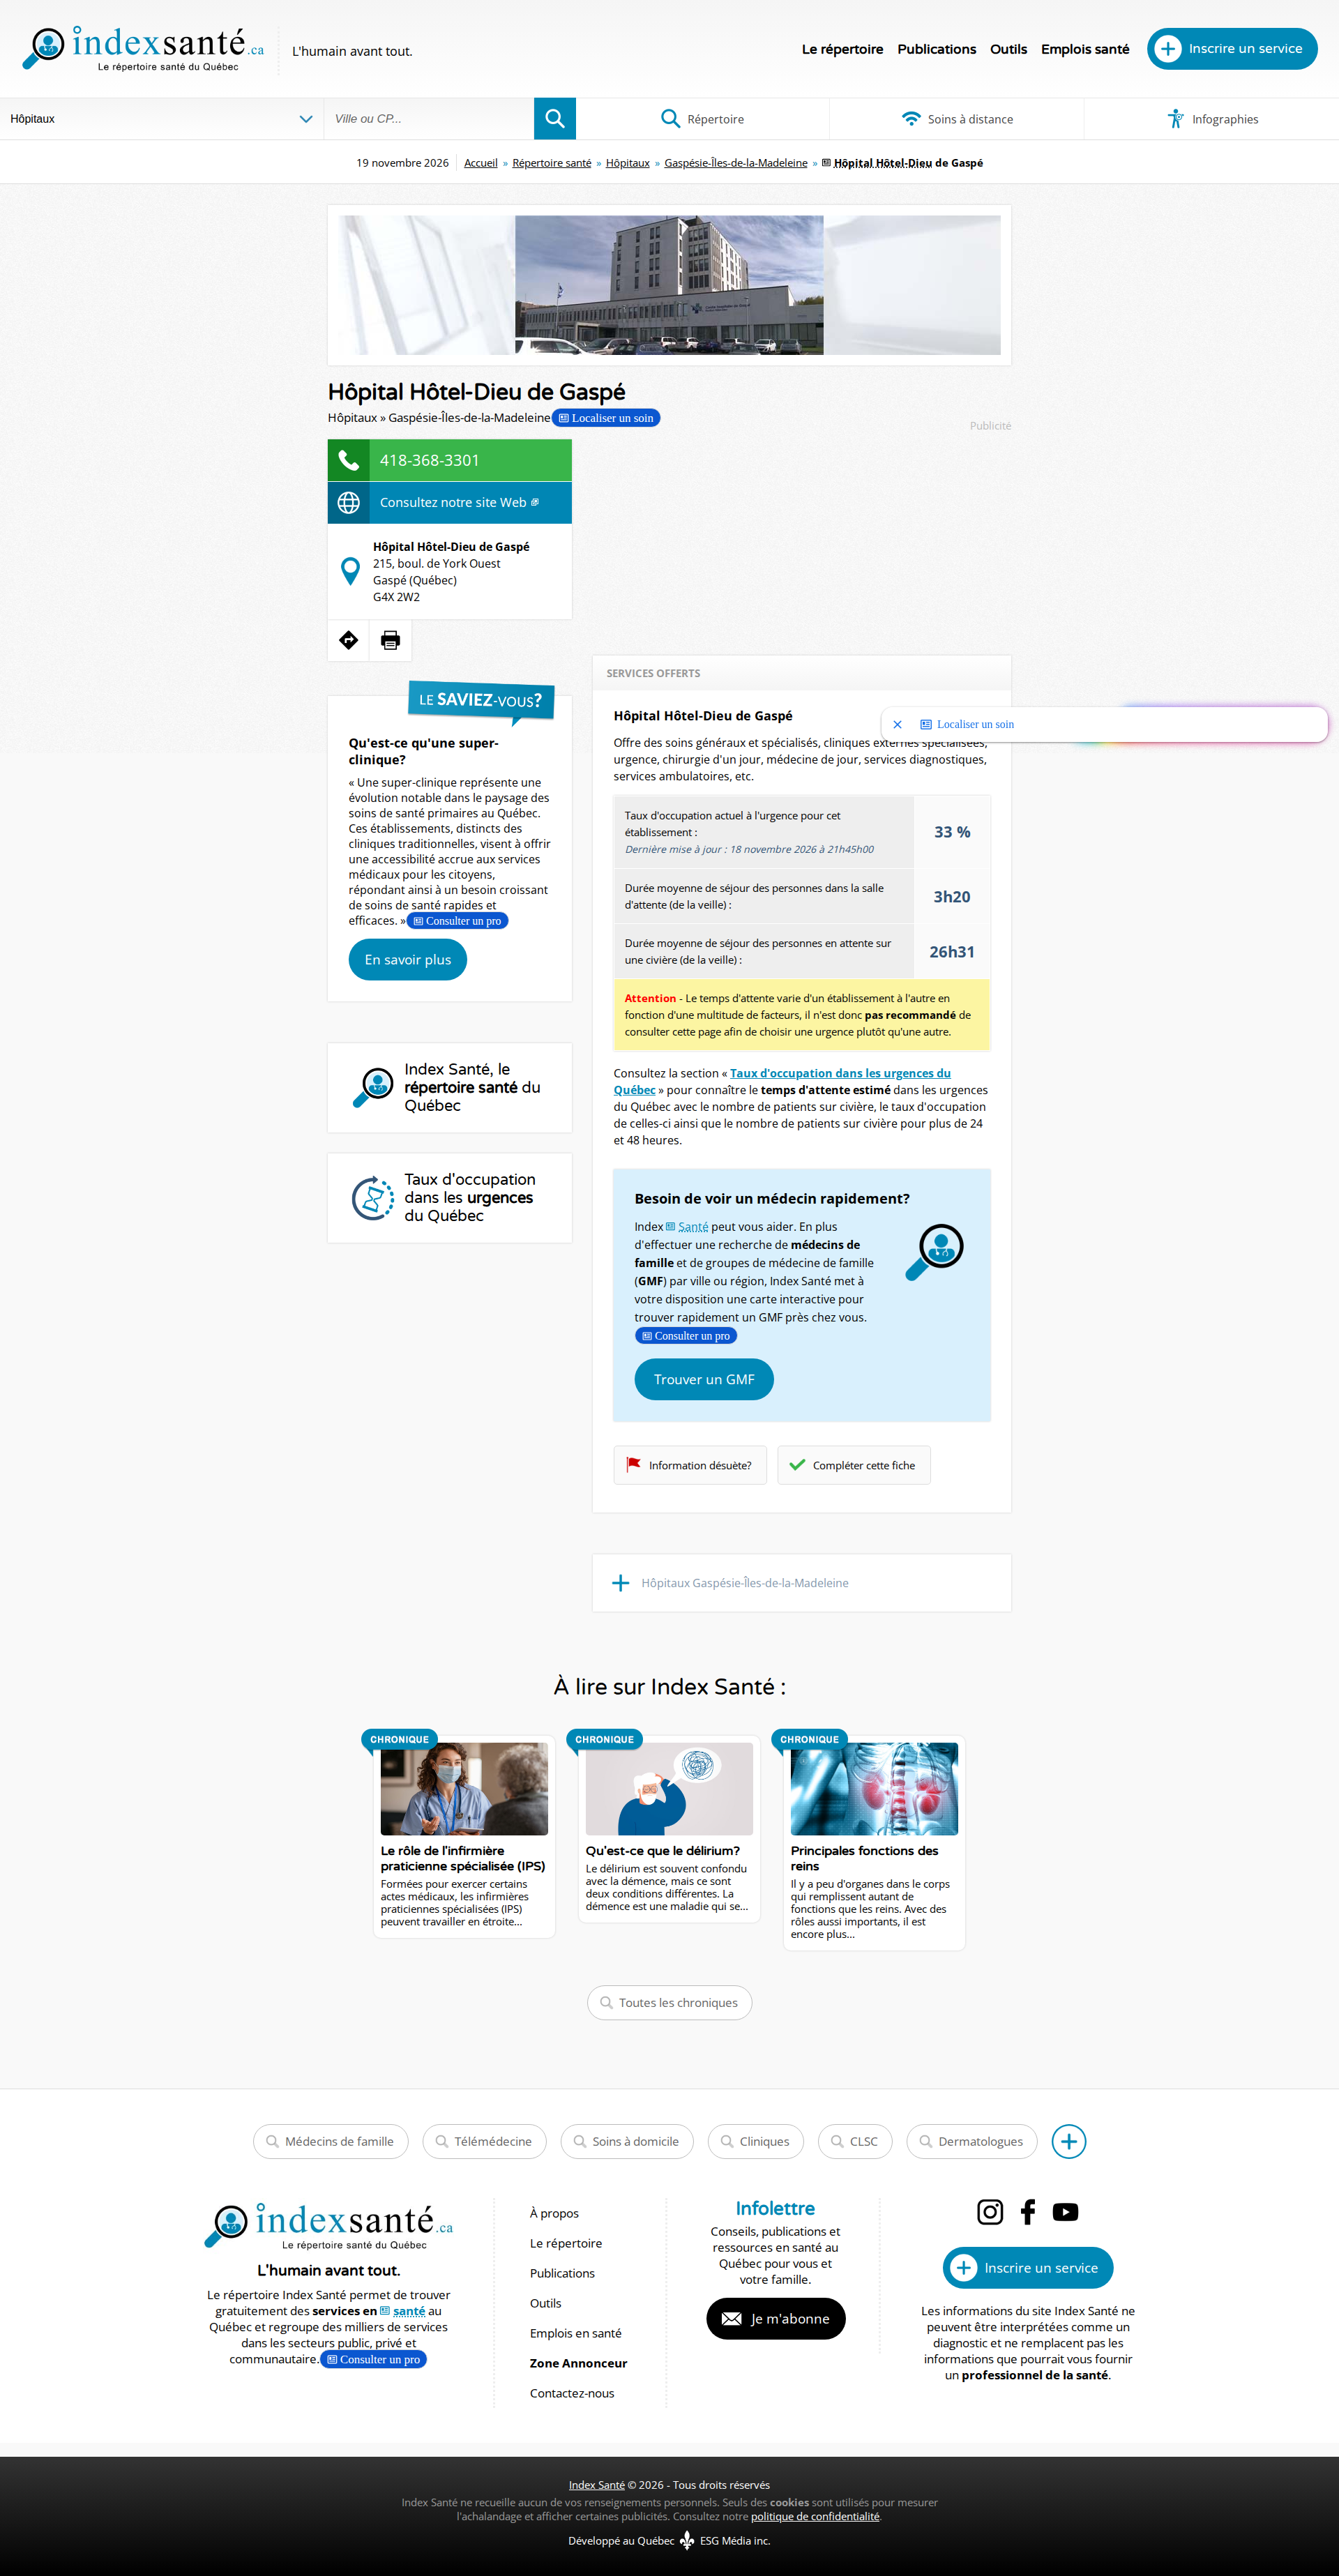 indexsanté.ca
Le répertoire santé du Québec
L'humain avant tout.
Le répertoire
Publications
Outils
Emplois santé
Inscrire un service
Hôpitaux
Ville ou CP...
Répertoire
Soins à distance
Infographies
19 novembre 2026
Accueil » Répertoire santé » Hôpitaux » Gaspésie-Îles-de-la-Madeleine » Hôpital Hôtel-Dieu de Gaspé
Hôpital Hôtel-Dieu de Gaspé
Hôpitaux » Gaspésie-Îles-de-la-Madeleine Localiser un soin
Publicité
418-368-3301
Consultez notre site Web
Hôpital Hôtel-Dieu de Gaspé
215, boul. de York Ouest
Gaspé (Québec)
G4X 2W2
LE SAVIEZ-VOUS?
Qu'est-ce qu'une super-
clinique?
« Une super-clinique représente une
évolution notable dans le paysage des
soins de santé primaires au Québec.
Ces établissements, distincts des
cliniques traditionnelles, visent à offrir
une accessibilité accrue aux services
médicaux pour les citoyens,
répondant ainsi à un besoin croissant
de soins de santé rapides et
efficaces. » Consulter un pro
En savoir plus
Index Santé, le
répertoire santé du
Québec
Taux d'occupation
dans les urgences
du Québec
SERVICES OFFERTS
Hôpital Hôtel-Dieu de Gaspé
Localiser un soin
Offre des soins généraux et spécialisés, cliniques externes spécialisées,
urgence, chirurgie d'un jour, médecine de jour, services diagnostiques,
services ambulatoires, etc.
Taux d'occupation actuel à l'urgence pour cet
établissement :
Dernière mise à jour : 18 novembre 2026 à 21h45h00
33 %
Durée moyenne de séjour des personnes dans la salle
d'attente (de la veille) :
3h20
Durée moyenne de séjour des personnes en attente sur
une civière (de la veille) :
26h31
Attention - Le temps d'attente varie d'un établissement à l'autre en
fonction d'une multitude de facteurs, il n'est donc pas recommandé de
consulter cette page afin de choisir une urgence plutôt qu'une autre.
Consultez la section « Taux d'occupation dans les urgences du
Québec » pour connaître le temps d'attente estimé dans les urgences
du Québec avec le nombre de patients sur civière, le taux d'occupation
de celles-ci ainsi que le nombre de patients sur civière pour plus de 24
et 48 heures.
Besoin de voir un médecin rapidement?
Index Santé peut vous aider. En plus
d'effectuer une recherche de médecins de
famille et de groupes de médecine de famille
(GMF) par ville ou région, Index Santé met à
votre disposition une carte interactive pour
trouver rapidement un GMF près chez vous.
Consulter un pro
Trouver un GMF
Information désuète?
Compléter cette fiche
Hôpitaux Gaspésie-Îles-de-la-Madeleine
À lire sur Index Santé :
CHRONIQUE
Le rôle de l'infirmière
praticienne spécialisée (IPS)
Formées pour exercer certains
actes médicaux, les infirmières
praticiennes spécialisées (IPS)
peuvent travailler en étroite...
CHRONIQUE
Qu'est-ce que le délirium?
Le délirium est souvent confondu
avec la démence, mais ce sont
deux conditions différentes. La
démence est une maladie qui se...
CHRONIQUE
Principales fonctions des
reins
Il y a peu d'organes dans le corps
qui remplissent autant de
fonctions que les reins. Avec des
rôles aussi importants, il est
encore plus...
Toutes les chroniques
Médecins de famille
Télémédecine
Soins à domicile
Cliniques
CLSC
Dermatologues
indexsanté.ca
Le répertoire santé du Québec
L'humain avant tout.
Le répertoire Index Santé permet de trouver
gratuitement des services en santé au
Québec et regroupe des milliers de services
dans les secteurs public, privé et
communautaire. Consulter un pro
À propos
Le répertoire
Publications
Outils
Emplois en santé
Zone Annonceur
Contactez-nous
Infolettre
Conseils, publications et
ressources en santé au
Québec pour vous et
votre famille.
Je m'abonne
Inscrire un service
Les informations du site Index Santé ne
peuvent être interprétées comme un
diagnostic et ne remplacent pas les
informations que pourrait vous fournir
un professionnel de la santé.
Index Santé © 2026 - Tous droits réservés
Index Santé ne recueille aucun de vos renseignements personnels. Seuls des cookies sont utilisés pour mesurer
l'achalandage et afficher certaines publicités. Consultez notre politique de confidentialité.
Développé au Québec ESG Média inc.